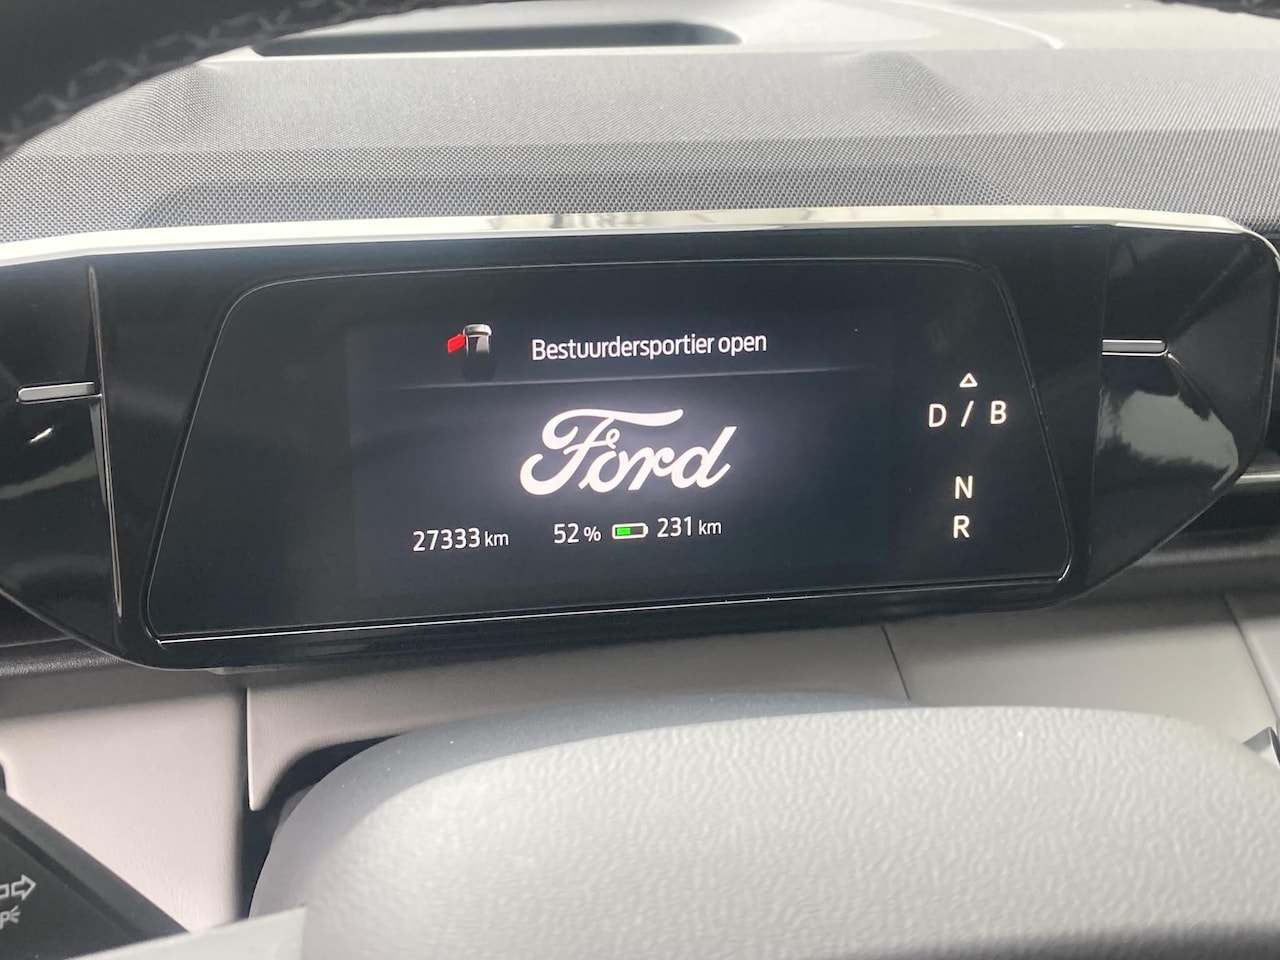 Bestuurdersportier open
Ford
D / B
N
R
27333 km 52 % 231 km